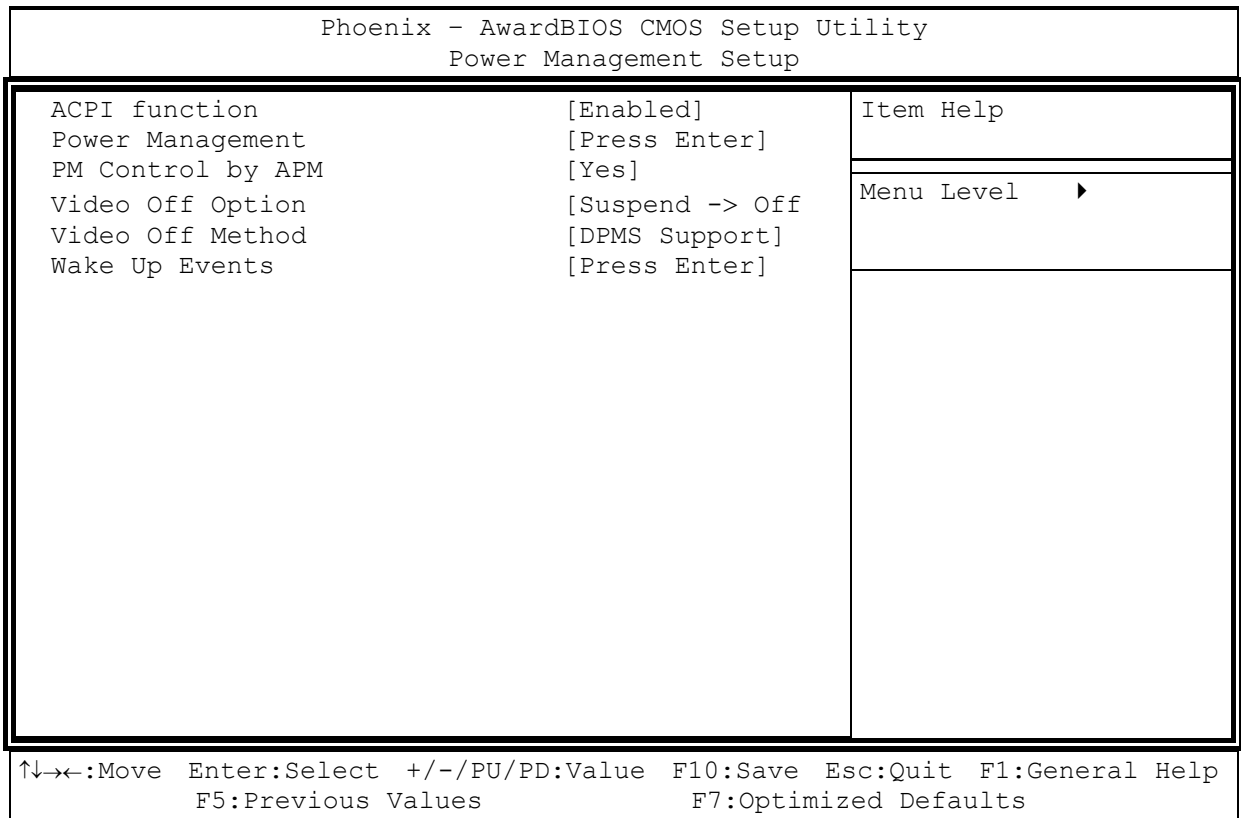 Phoenix – AwardBIOS CMOS Setup Utility
Power Management Setup
ACPI function [Enabled]
Power Management [Press Enter]
PM Control by APM [Yes]
Video Off Option [Suspend -> Off
Video Off Method [DPMS Support]
Wake Up Events [Press Enter]
Item Help
Menu Level ▶
↑↓→←:Move Enter:Select +/-/PU/PD:Value F10:Save Esc:Quit F1:General Help
F5:Previous Values F7:Optimized Defaults